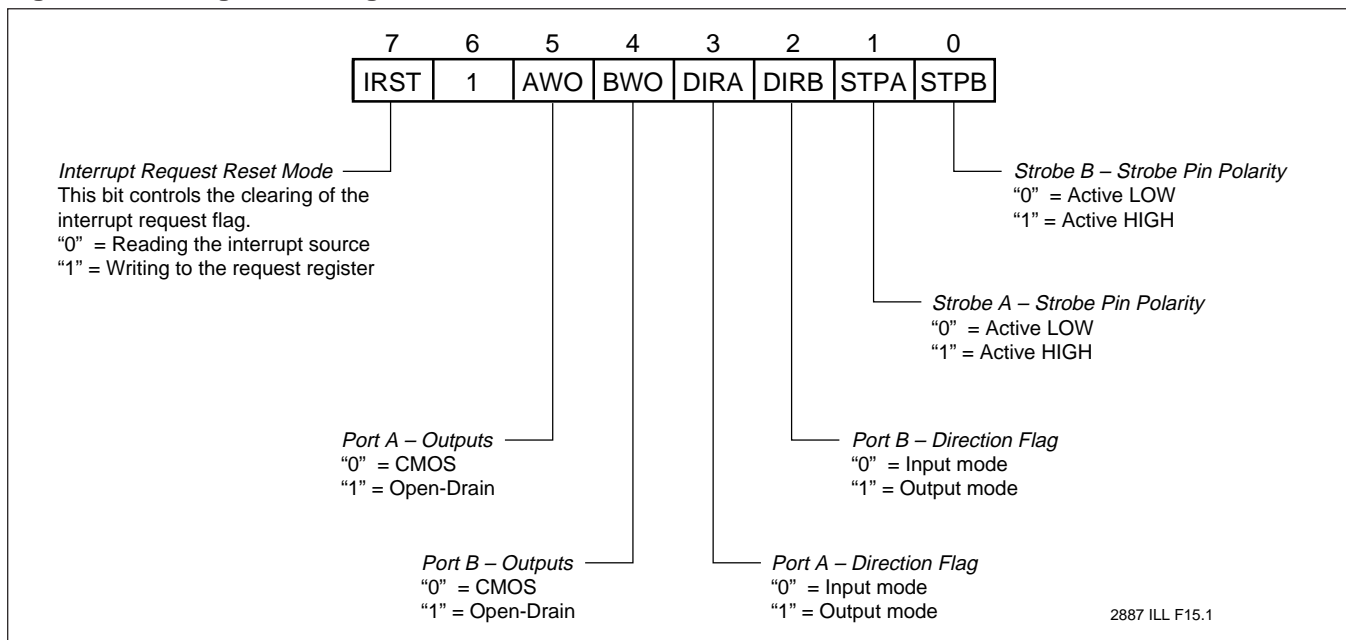 7 6 5 4 3 2 1 0
IRST 1 AWO BWO DIRA DIRB STPA STPB
Interrupt Request Reset Mode
This bit controls the clearing of the
interrupt request flag.
“0” = Reading the interrupt source
“1” = Writing to the request register
Strobe B – Strobe Pin Polarity
“0” = Active LOW
“1” = Active HIGH
Strobe A – Strobe Pin Polarity
“0” = Active LOW
“1” = Active HIGH
Port A – Outputs
“0” = CMOS
“1” = Open-Drain
Port B – Direction Flag
“0” = Input mode
“1” = Output mode
Port B – Outputs
“0” = CMOS
“1” = Open-Drain
Port A – Direction Flag
“0” = Input mode
“1” = Output mode
2887 ILL F15.1